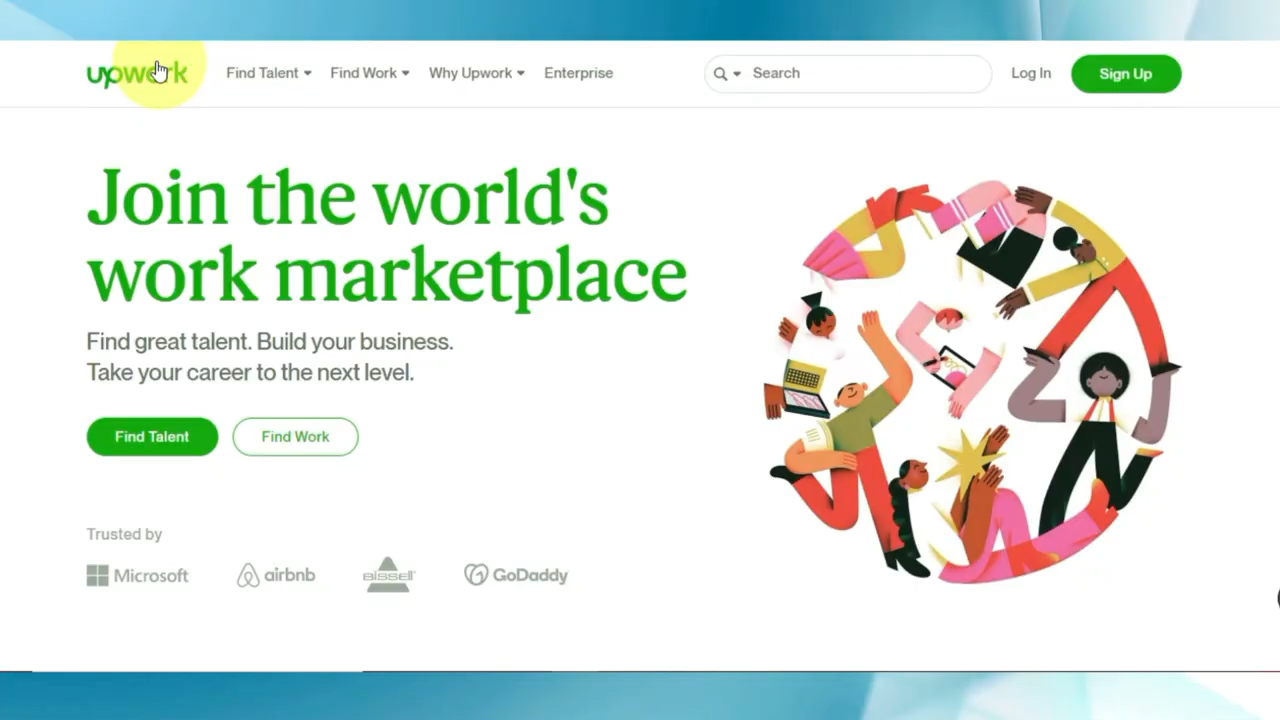 upwork Find Talent Find Work Why Upwork Enterprise Search Log In Sign Up
Join the world's
work marketplace
Find great talent. Build your business.
Take your career to the next level.
Find Talent Find Work
Trusted by
Microsoft airbnb BISSELL GoDaddy